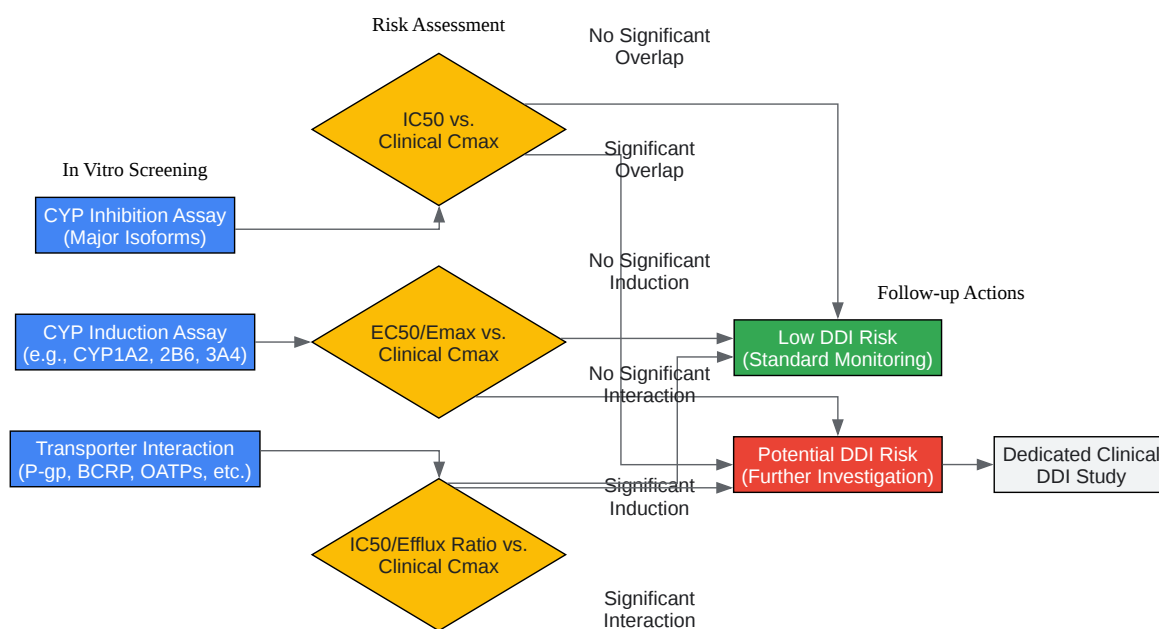 Risk Assessment
No Significant
Overlap
IC50 vs.
Clinical Cmax
Significant
Overlap
In Vitro Screening
CYP Inhibition Assay
(Major Isoforms)
No Significant
Induction
Follow-up Actions
CYP Induction Assay
(e.g., CYP1A2, 2B6, 3A4)
EC50/Emax vs.
Clinical Cmax
Low DDI Risk
(Standard Monitoring)
No Significant
Interaction
Transporter Interaction
(P-gp, BCRP, OATPs, etc.)
Potential DDI Risk
(Further Investigation)
Dedicated Clinical
DDI Study
Significant
Induction
IC50/Efflux Ratio vs.
Clinical Cmax
Significant
Interaction